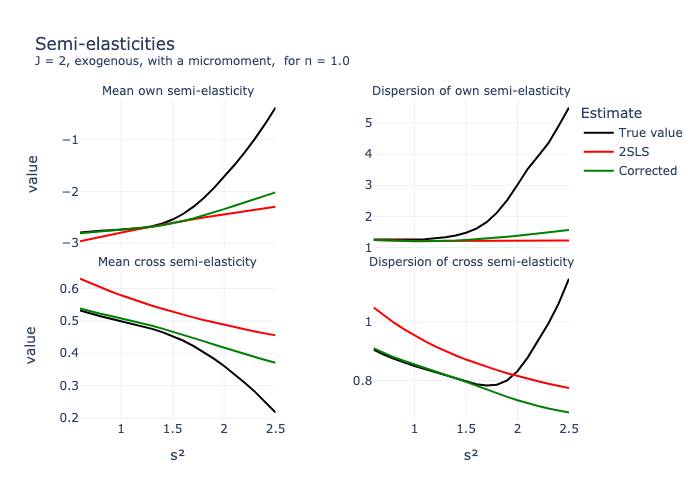 Semi-elasticities
J = 2, exogenous, with a micromoment,  for π = 1.0
Mean own semi-elasticity
Dispersion of own semi-elasticity
Estimate
True value
2SLS
Corrected
−1
−2
−3
value
5
4
3
2
1
Mean cross semi-elasticity
Dispersion of cross semi-elasticity
0.6
0.5
0.4
0.3
0.2
value
1
0.8
1
1.5
2
2.5
1
1.5
2
2.5
s²
s²